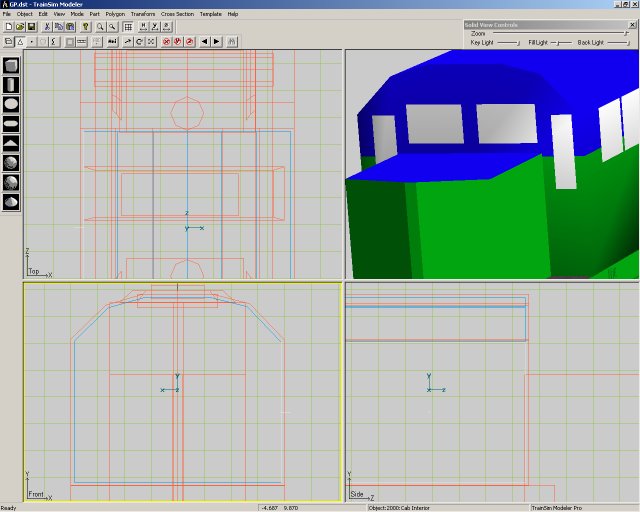 GP.dst - TrainSim Modeler
File Object Edit View Mode Part Polygon Transform Cross Section Template Help
Solid View Controls
Zoom
Key Light Fill Light Back Light
z
y x
Z
Top X
y
x
Y
Front X
y
z
Y
Side Z
Ready -4.687 9.870 Object:2000:Cab Interior TrainSim Modeler Pro